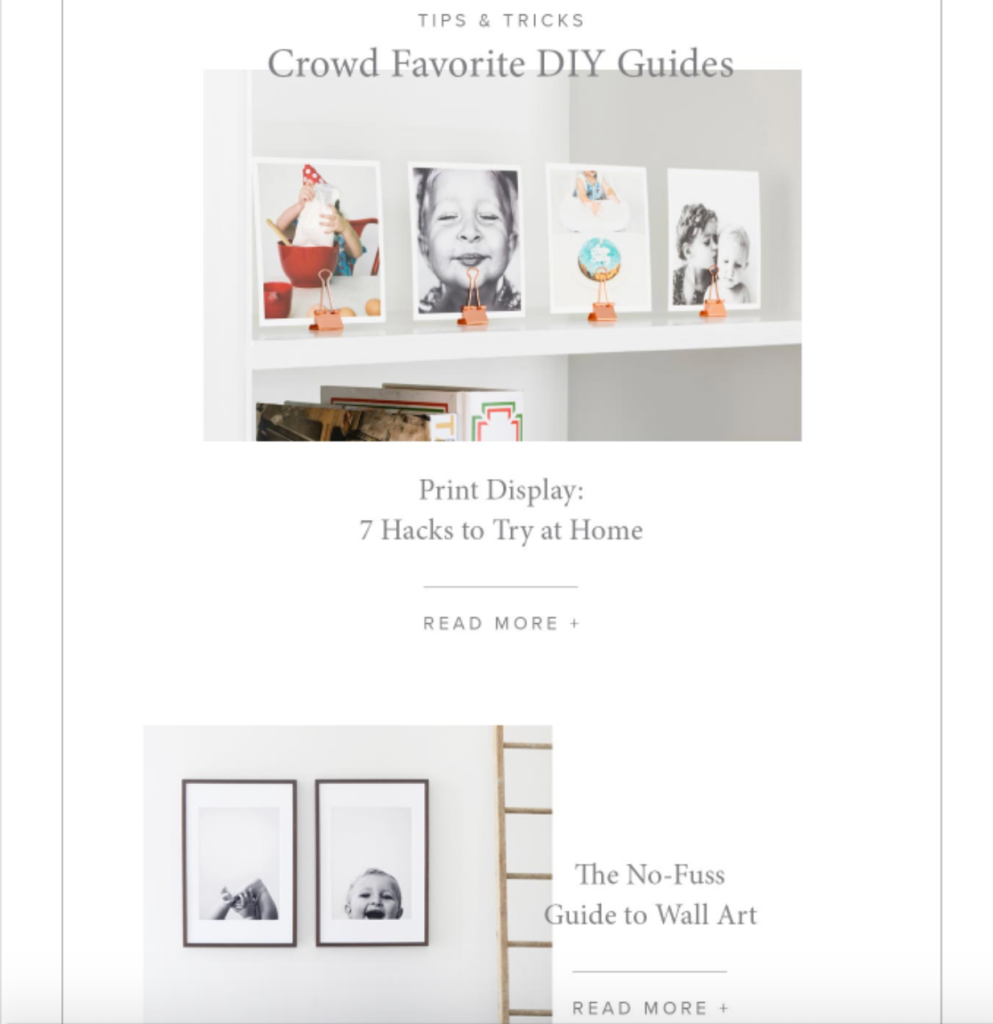 TIPS & TRICKS
Crowd Favorite DIY Guides
Print Display:
7 Hacks to Try at Home
READ MORE +
The No-Fuss
Guide to Wall Art
READ MORE +